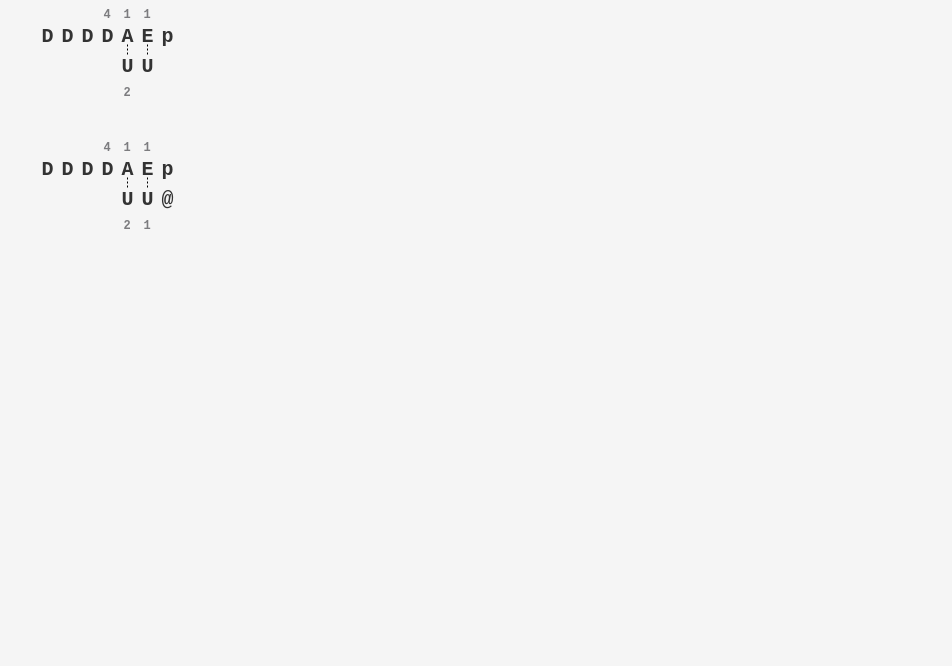 4 1 1
D D D D A E p
U U
2
4 1 1
D D D D A E p
U U @
2 1